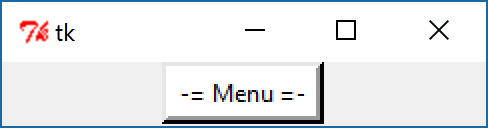 tk
-= Menu =-